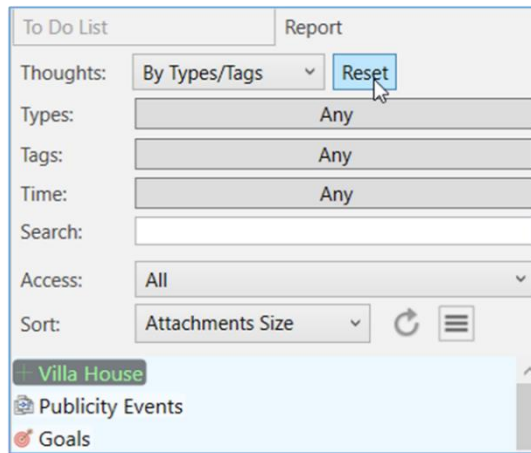 To Do List Report
Thoughts: By Types/Tags Reset
Types: Any
Tags: Any
Time: Any
Search:
Access: All
Sort: Attachments Size
Villa House
Publicity Events
Goals